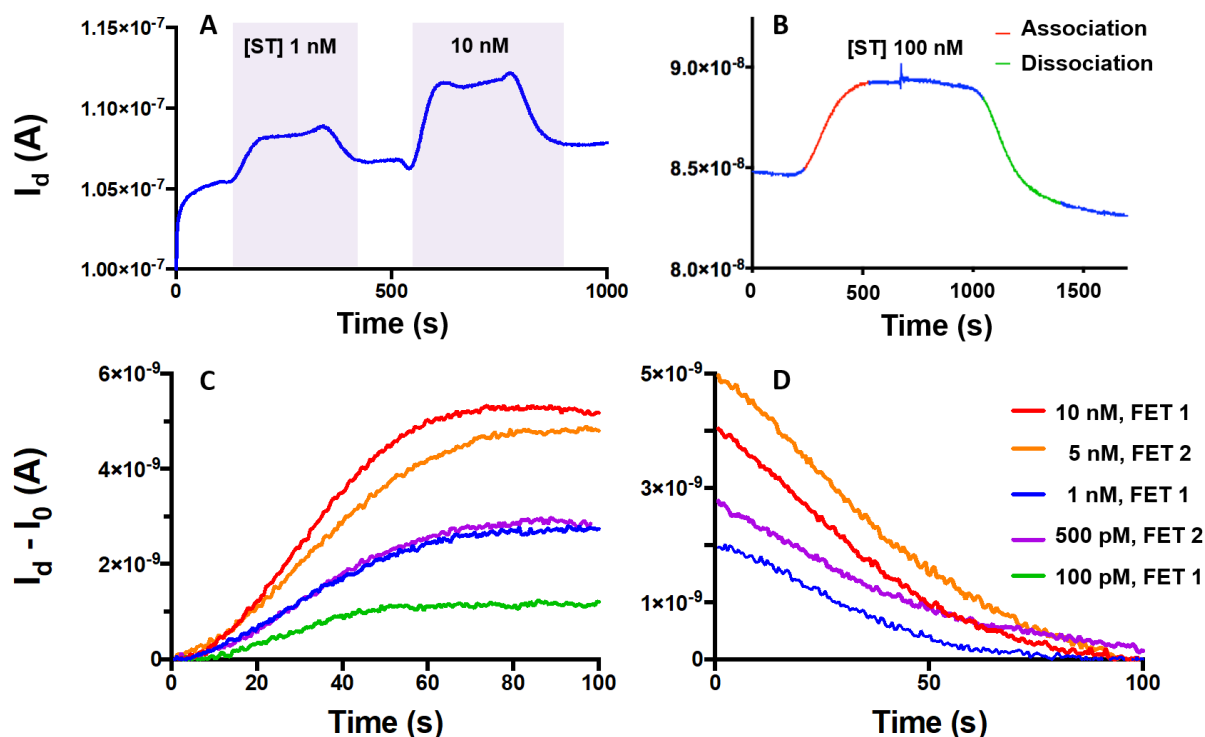 A
[ST] 1 nM
10 nM
1.15×10⁻⁷
1.10×10⁻⁷
1.05×10⁻⁷
1.00×10⁻⁷
I_d (A)
0
500
1000
Time (s)
B
[ST] 100 nM
Association
Dissociation
9.0×10⁻⁸
8.5×10⁻⁸
8.0×10⁻⁸
0
500
1000
1500
Time (s)
C
6×10⁻⁹
4×10⁻⁹
2×10⁻⁹
0
I_d - I_0 (A)
0
20
40
60
80
100
Time (s)
D
5×10⁻⁹
3×10⁻⁹
1×10⁻⁹
0
0
50
100
Time (s)
10 nM, FET 1
5 nM, FET 2
1 nM, FET 1
500 pM, FET 2
100 pM, FET 1